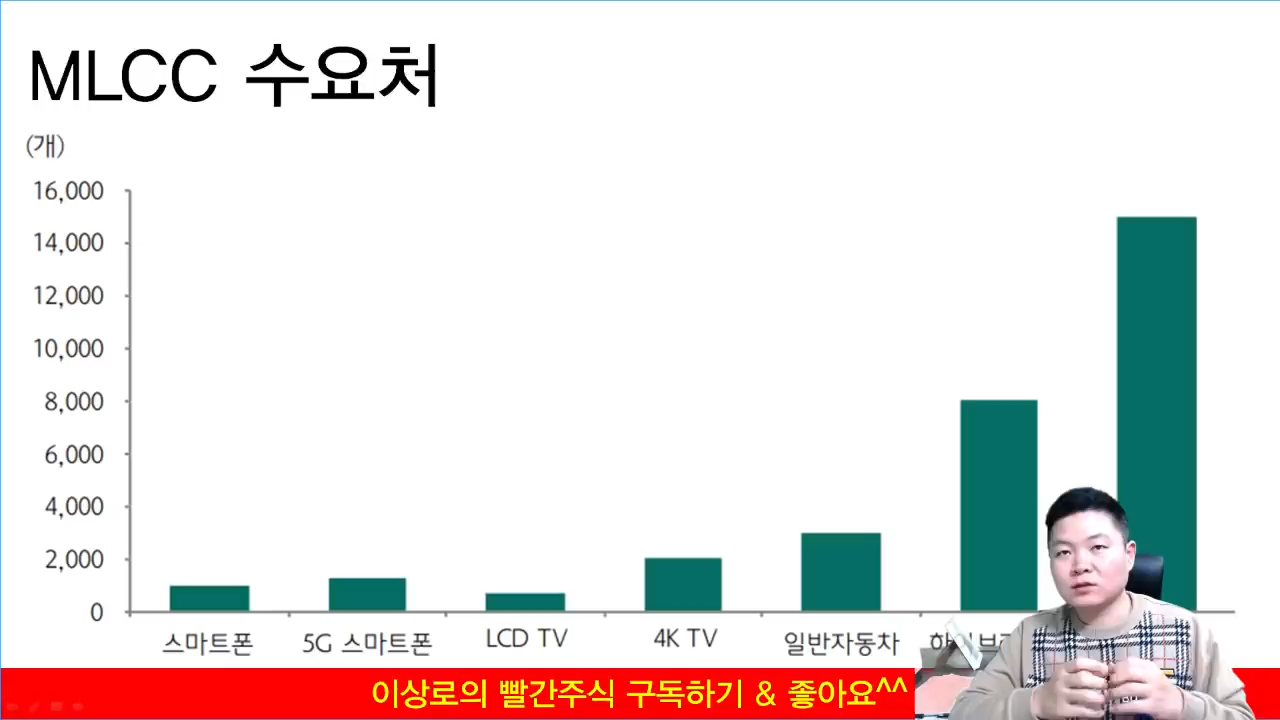 MLCC 수요처
(개)
16,000
14,000
12,000
10,000
8,000
6,000
4,000
2,000
0
스마트폰 5G 스마트폰 LCD TV 4K TV 일반자동차
이상로의 빨간주식 구독하기 & 좋아요^^